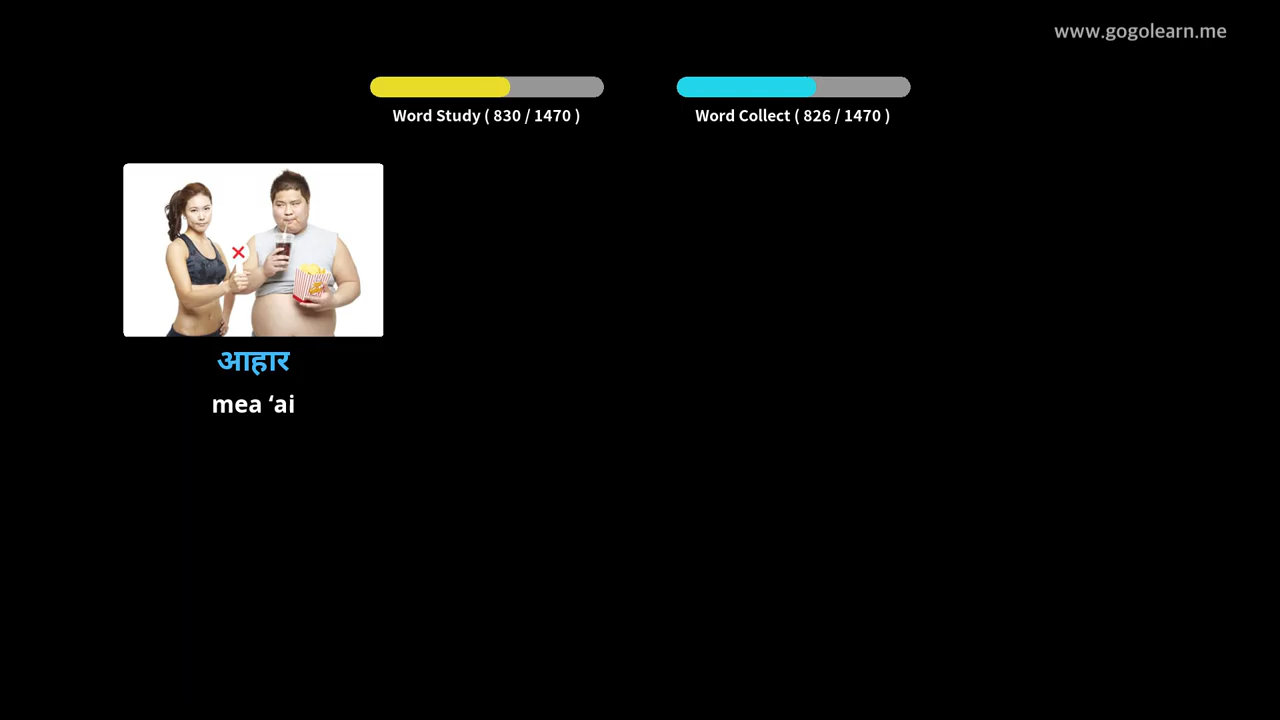 www.gogolearn.me
Word Study ( 830 / 1470 )
Word Collect ( 826 / 1470 )
आहार
mea ʻai